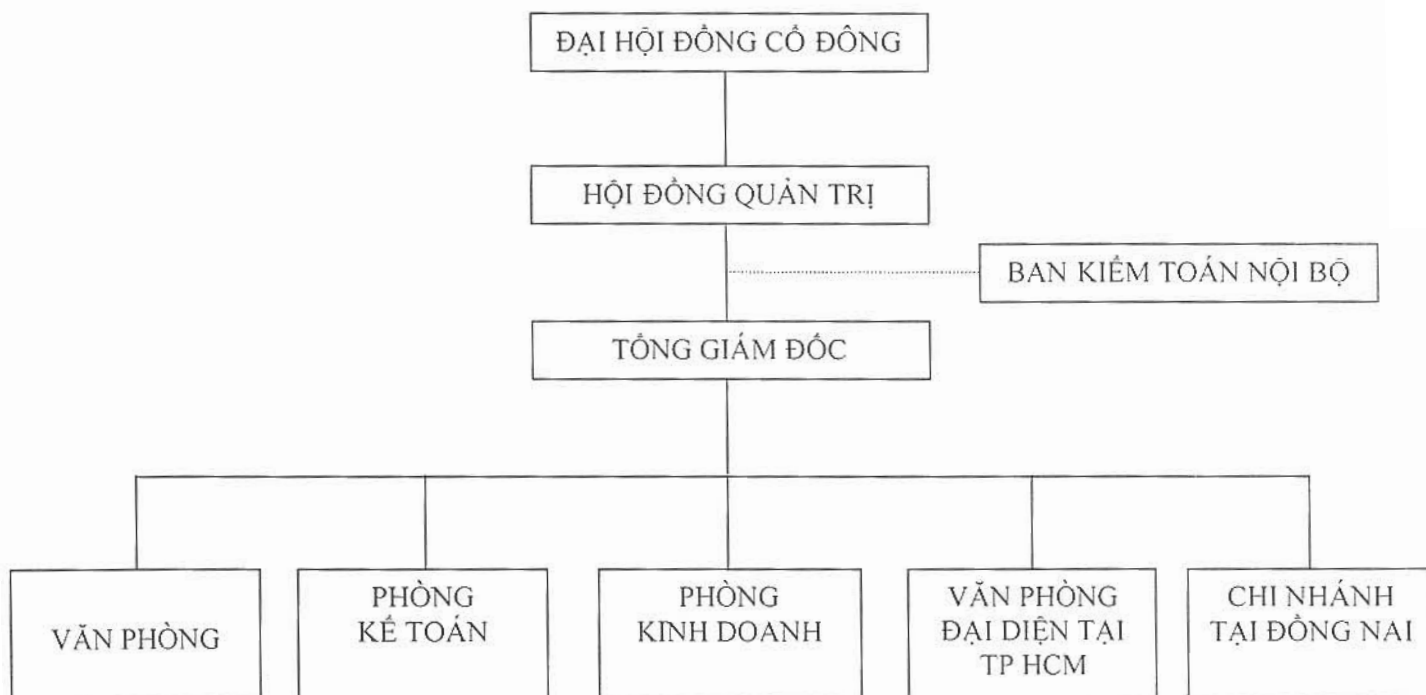 ĐẠI HỘI ĐỒNG CỔ ĐÔNG
HỘI ĐỒNG QUẢN TRỊ
BAN KIỂM TOÁN NỘI BỘ
TỔNG GIÁM ĐỐC
VĂN PHÒNG
PHÒNG
KẾ TOÁN
PHÒNG
KINH DOANH
VĂN PHÒNG
ĐẠI DIỆN TẠI
TP HCM
CHI NHÁNH
TẠI ĐỒNG NAI